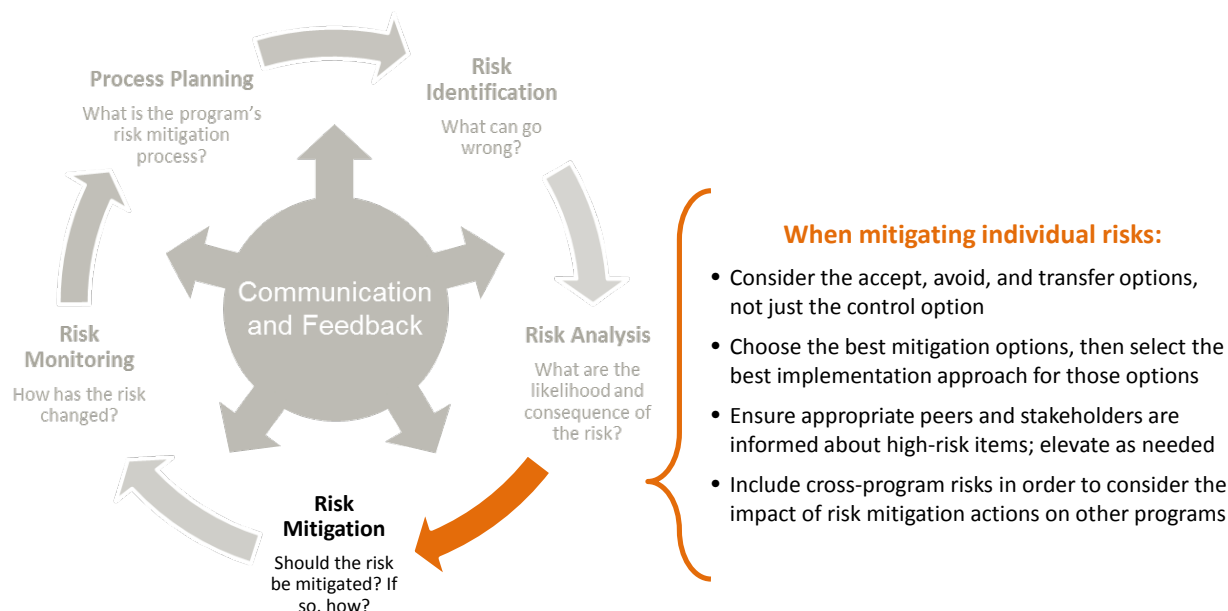 Process Planning
What is the program's
risk mitigation
process?
Risk
Identification
What can go
wrong?
Communication
and Feedback
Risk
Monitoring
How has the risk
changed?
Risk Analysis
What are the
likelihood and
consequence of
the risk?
Risk
Mitigation
Should the risk
be mitigated? If
so, how?
When mitigating individual risks:
• Consider the accept, avoid, and transfer options,
not just the control option
• Choose the best mitigation options, then select the
best implementation approach for those options
• Ensure appropriate peers and stakeholders are
informed about high-risk items; elevate as needed
• Include cross-program risks in order to consider the
impact of risk mitigation actions on other programs